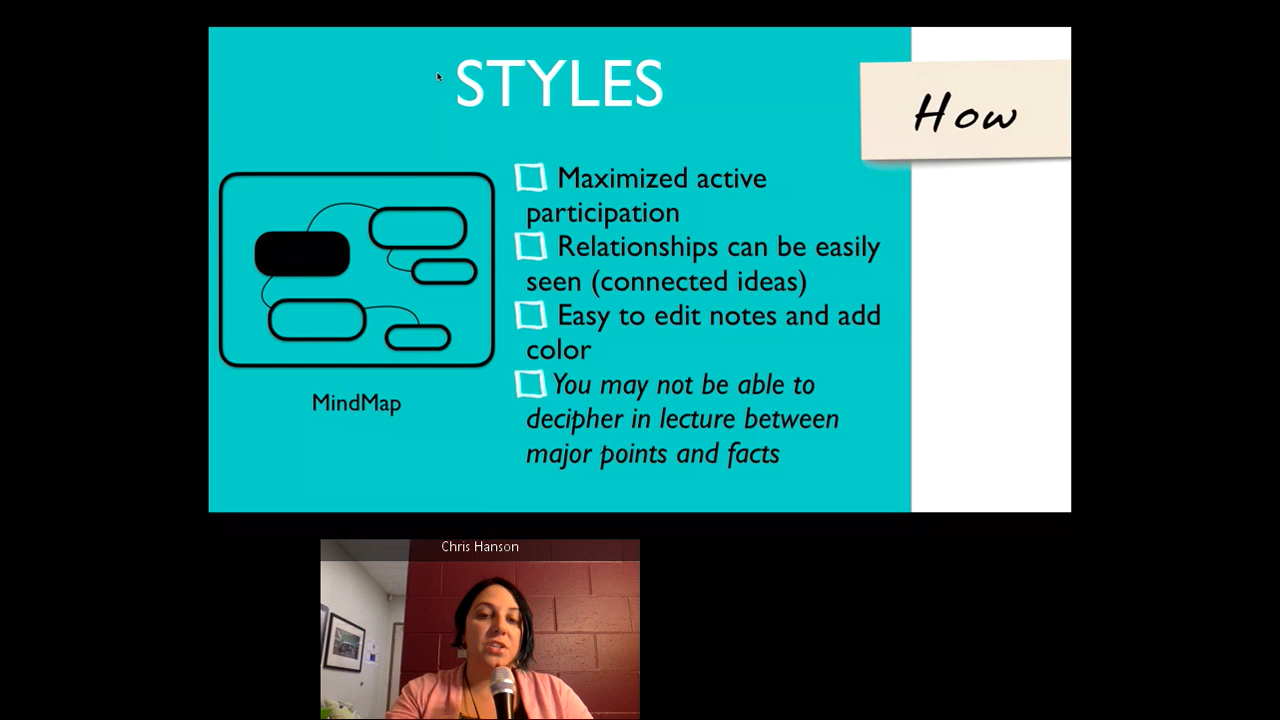 STYLES
How
Maximized active
participation
Relationships can be easily
seen (connected ideas)
Easy to edit notes and add
color
You may not be able to
decipher in lecture between
major points and facts
MindMap
Chris Hanson